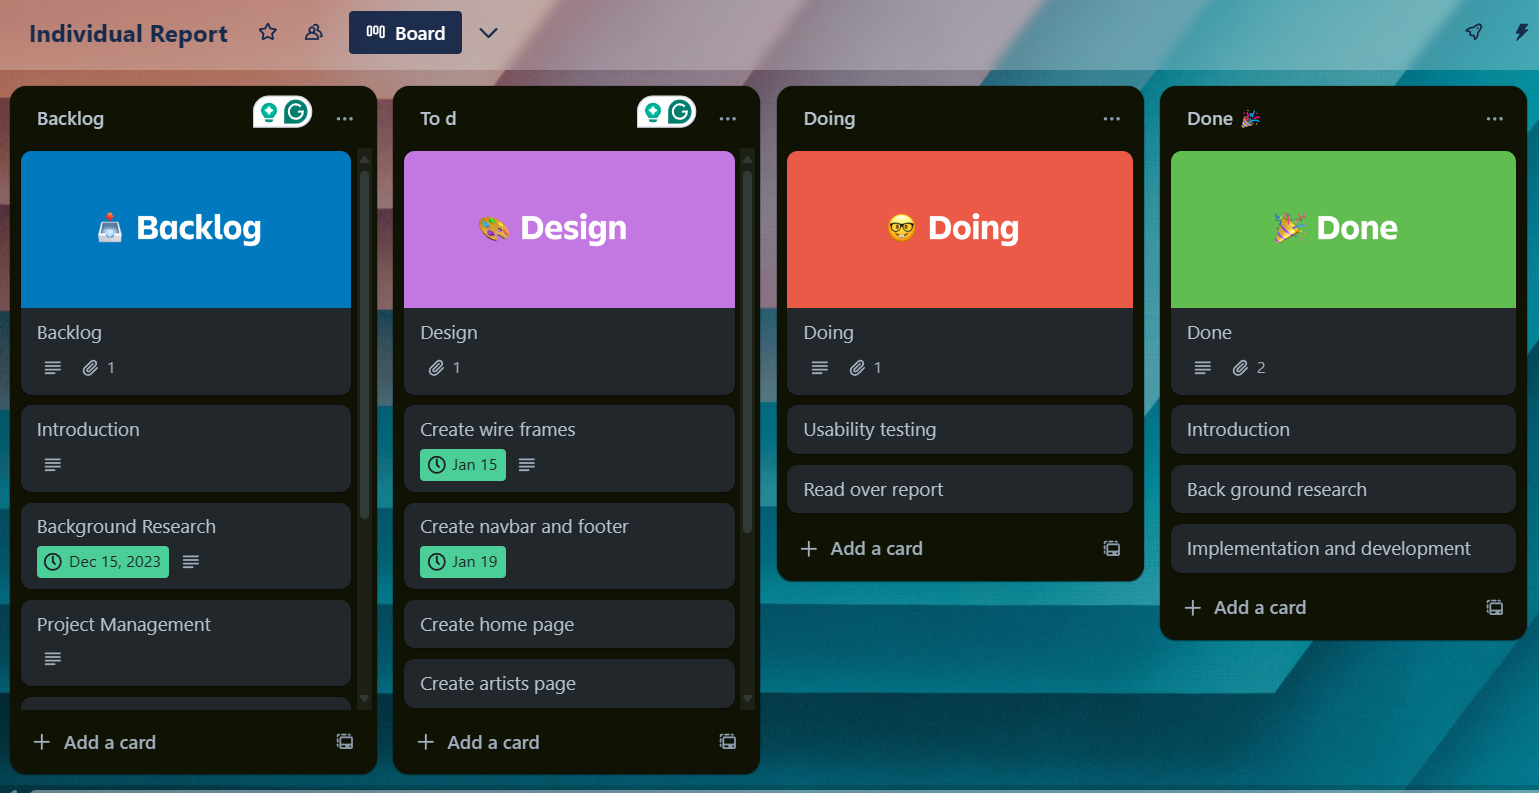 Individual Report
Board
Backlog
Backlog
Backlog
1
Introduction
Background Research
Dec 15, 2023
Project Management
Add a card
To d
Design
Design
1
Create wire frames
Jan 15
Create navbar and footer
Jan 19
Create home page
Create artists page
Add a card
Doing
Doing
Doing
1
Usability testing
Read over report
Add a card
Done 🎉
Done
Done
2
Introduction
Back ground research
Implementation and development
Add a card